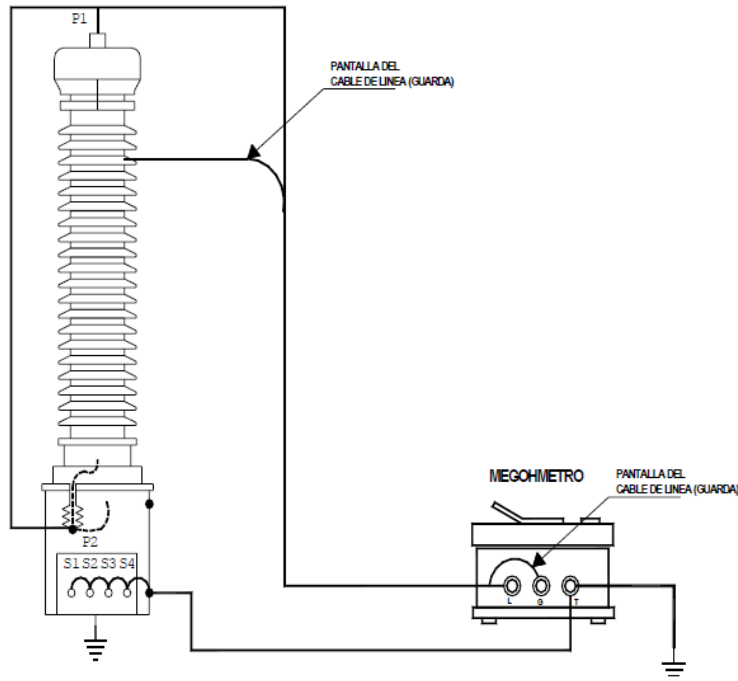 P1
PANTALLA DEL
CABLE DE LINEA (GUARDA)
MEGOHMETRO
PANTALLA DEL
CABLE DE LINEA (GUARDA)
P2
S1 S2 S3 S4
L G T